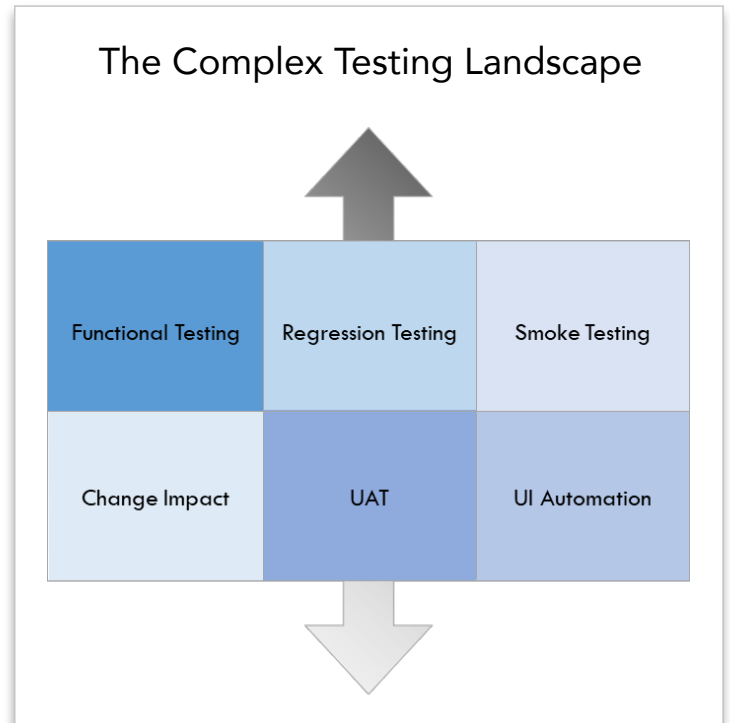 The Complex Testing Landscape
Functional Testing
Regression Testing
Smoke Testing
Change Impact
UAT
UI Automation